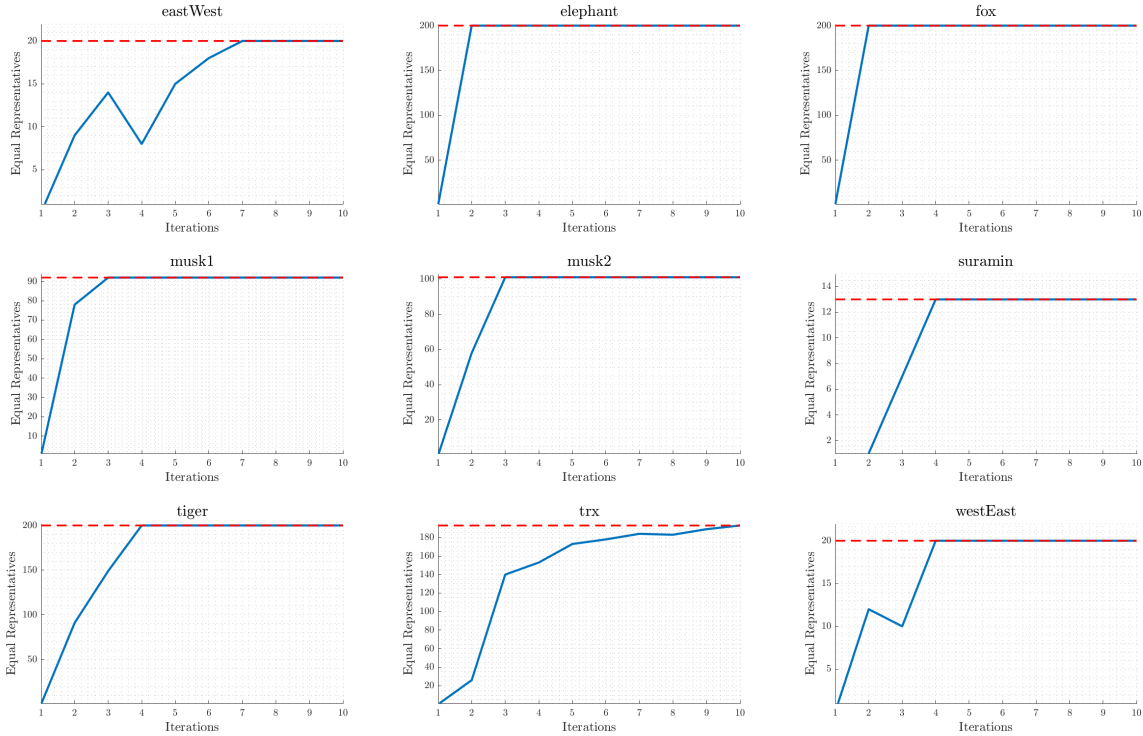 eastWest
Equal Representatives
20
15
10
5
1 2 3 4 5 6 7 8 9 10
Iterations
elephant
Equal Representatives
200
150
100
50
1 2 3 4 5 6 7 8 9 10
Iterations
fox
Equal Representatives
200
150
100
50
1 2 3 4 5 6 7 8 9 10
Iterations
musk1
Equal Representatives
90
80
70
60
50
40
30
20
10
1 2 3 4 5 6 7 8 9 10
Iterations
musk2
Equal Representatives
100
80
60
40
20
1 2 3 4 5 6 7 8 9 10
Iterations
suramin
Equal Representatives
14
12
10
8
6
4
2
1 2 3 4 5 6 7 8 9 10
Iterations
tiger
Equal Representatives
200
150
100
50
1 2 3 4 5 6 7 8 9 10
Iterations
trx
Equal Representatives
180
160
140
120
100
80
60
40
20
1 2 3 4 5 6 7 8 9 10
Iterations
westEast
Equal Representatives
20
15
10
5
1 2 3 4 5 6 7 8 9 10
Iterations